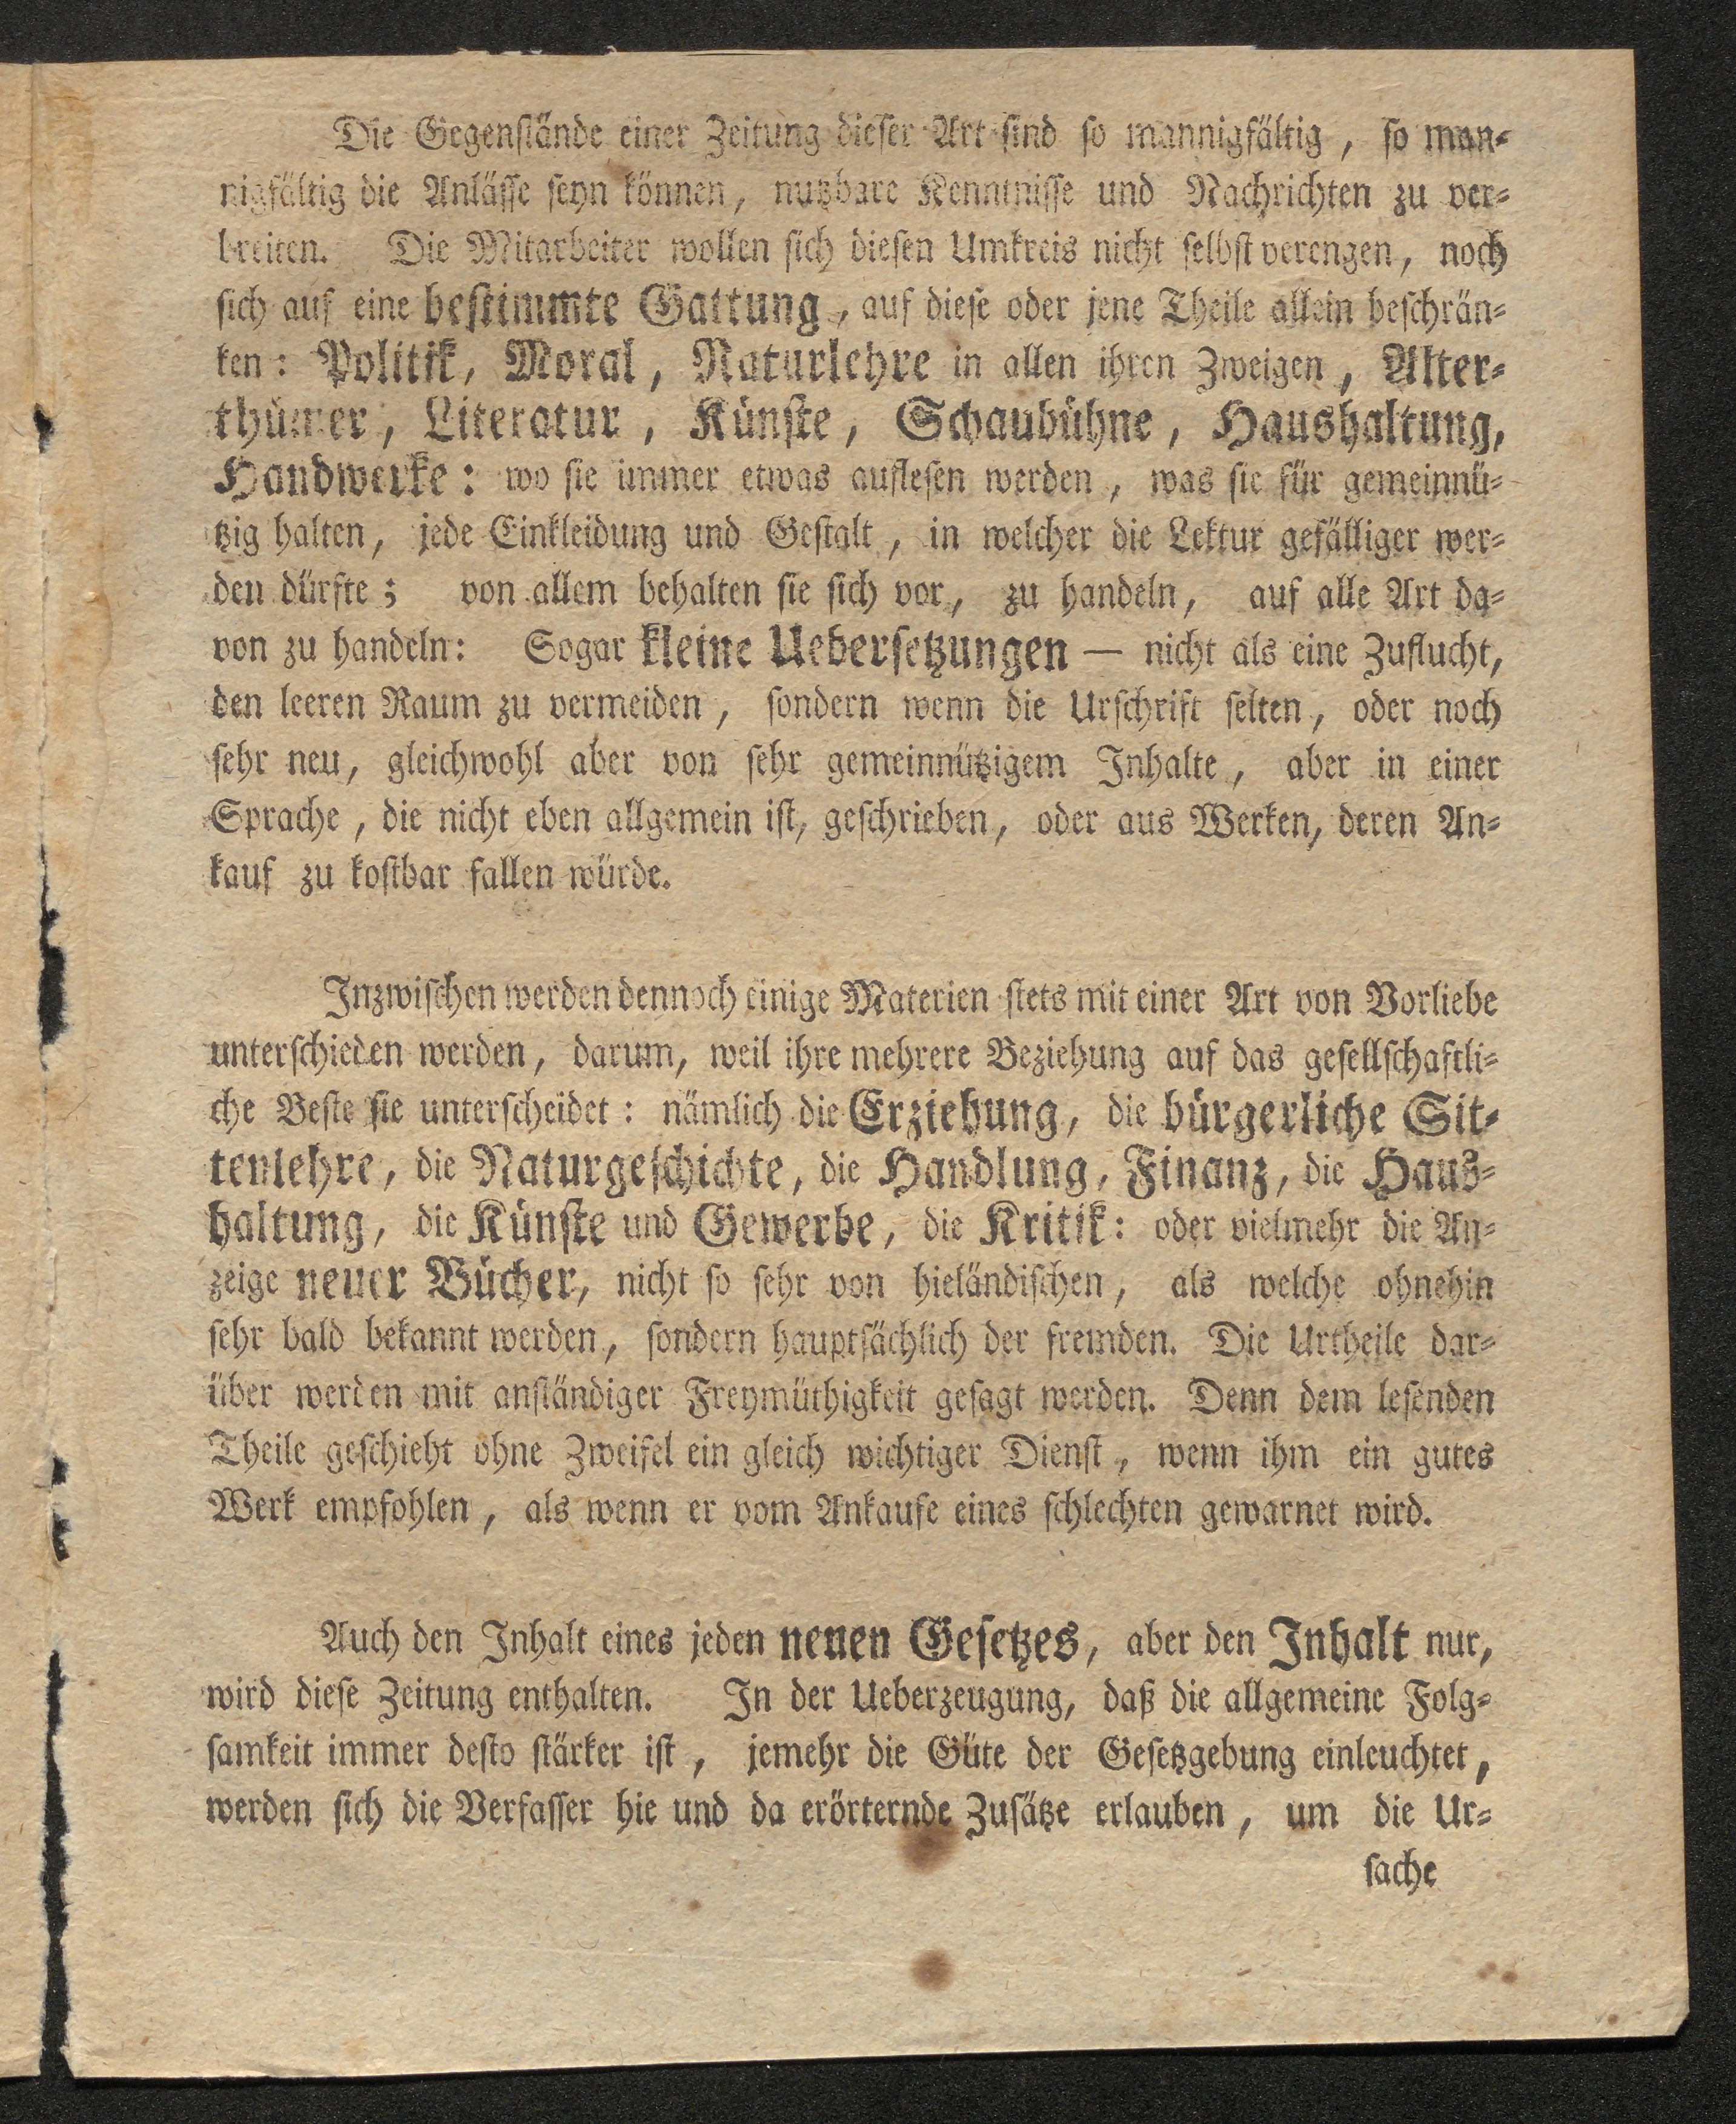 Die Gegenſtände einer Zeitung dieſer Art ſind ſo mannigfältig, ſo man⸗
nigfältig die Anläſſe ſeyn können, nutzbare Kenntniſſe und Nachrichten zu ver⸗
breiten. Die Mitarbeiter wollen ſich dieſen Umkreis nicht ſelbſt verengen, noch
ſich auf eine beſtimmte Gattung, auf dieſe oder jene Theile allein beſchrän⸗
ken: Politik, Moral, Naturlehre in allen ihren Zweigen, Alter⸗
thümer, Literatur, Künſte, Schaubühne, Haushaltung,
Handwerke: wo ſie immer etwas aufleſen werden, was ſie für gemeinnü⸗
tzig halten, jede Einkleidung und Geſtalt, in welcher die Lektur gefälliger wer⸗
den dürfte; von allem behalten ſie ſich vor, zu handeln, auf alle Art da⸗
von zu handeln: Sogar kleine Ueberſetzungen — nicht als eine Zuflucht,
den leeren Raum zu vermeiden, ſondern wenn die Urſchrift ſelten, oder noch
ſehr neu, gleichwohl aber von ſehr gemeinnützigem Inhalte, aber in einer
Sprache, die nicht eben allgemein iſt, geſchrieben, oder aus Werken, deren An⸗
kauf zu koſtbar fallen würde.
Inzwiſchen werden dennoch einige Materien ſtets mit einer Art von Vorliebe
unterſchieden werden, darum, weil ihre mehrere Beziehung auf das geſellſchaftli⸗
che Beſte ſie unterſcheidet: nämlich die Erziehung, die bürgerliche Sit⸗
tenlehre, die Naturgeſchichte, die Handlung, Finanz, die Haus⸗
haltung, die Künſte und Gewerbe, die Kritik: oder vielmehr die An⸗
zeige neuer Bücher, nicht ſo ſehr von hieländiſchen, als welche ohnehin
ſehr bald bekannt werden, ſondern hauptſächlich der fremden. Die Urtheile dar⸗
über werden mit anſtändiger Freymüthigkeit geſagt werden. Denn dem leſenden
Theile geſchieht ohne Zweifel ein gleich wichtiger Dienſt, wenn ihm ein gutes
Werk empfohlen, als wenn er vom Ankaufe eines ſchlechten gewarnet wird.
Auch den Inhalt eines jeden neuen Geſetzes, aber den Inhalt nur,
wird dieſe Zeitung enthalten. In der Ueberzeugung, daß die allgemeine Folg⸗
ſamkeit immer deſto ſtärker iſt, jemehr die Güte der Geſetzgebung einleuchtet,
werden ſich die Verfaſſer hie und da erörternde Zuſätze erlauben, um die Ur⸗
ſache